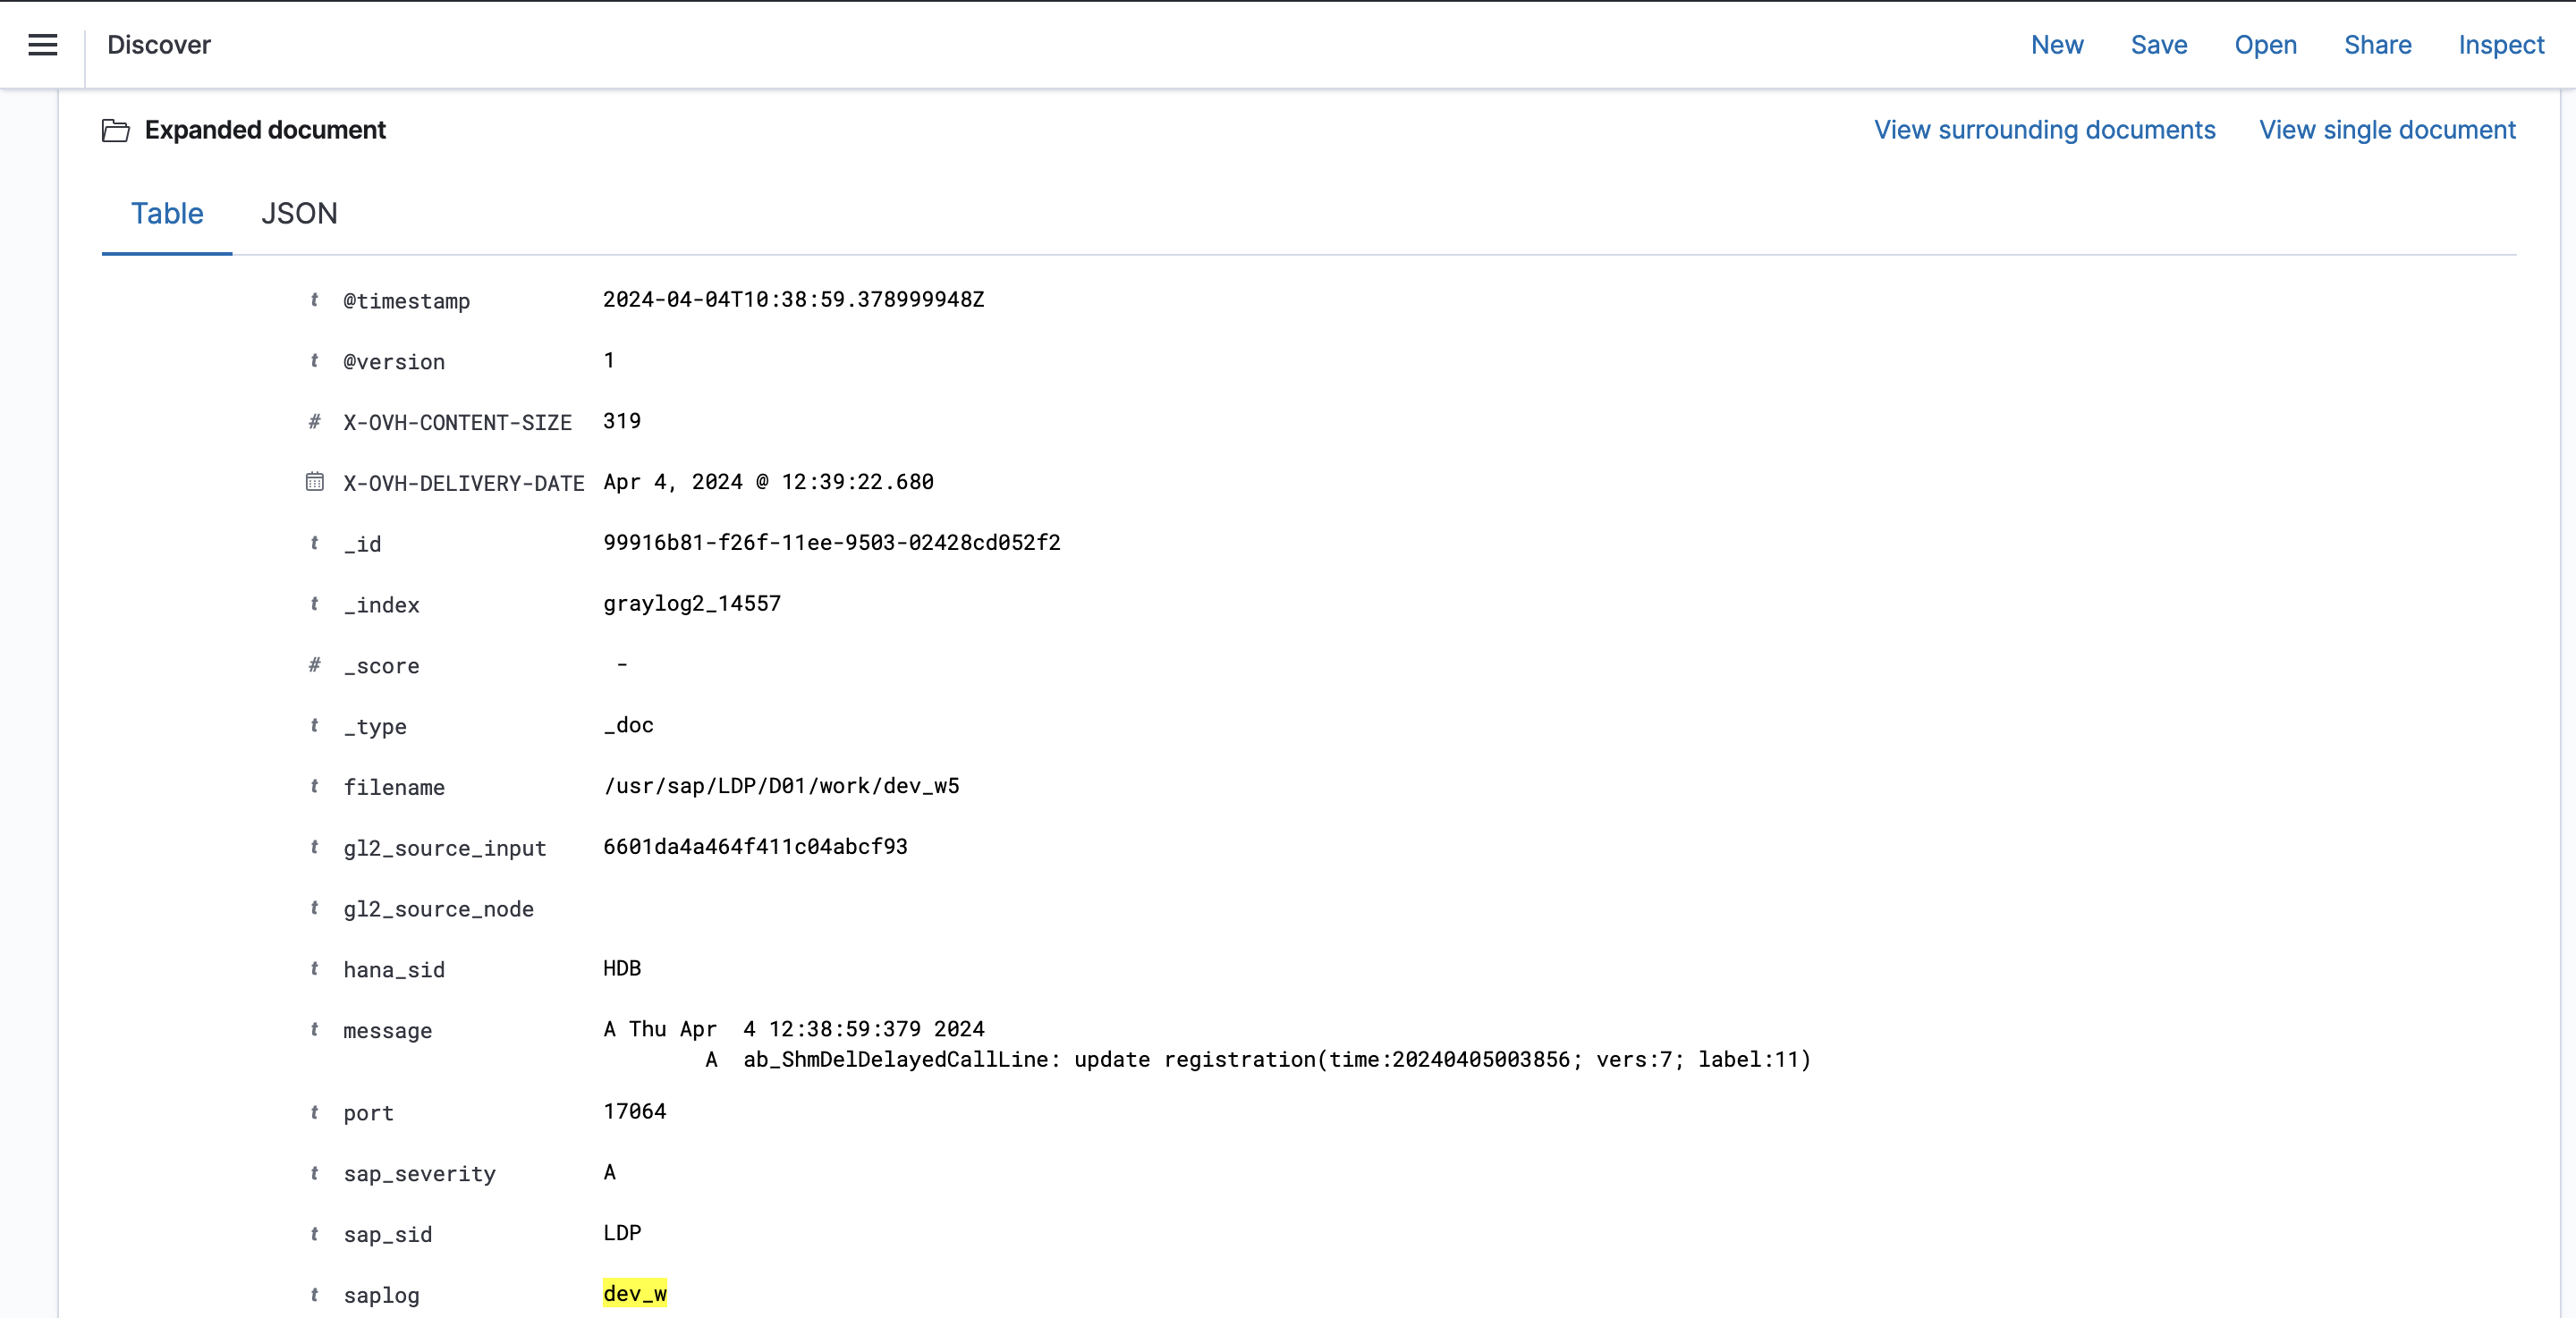 Discover New Save Open Share Inspect
Expanded document View surrounding documents View single document
Table JSON
t @timestamp 2024-04-04T10:38:59.378999948Z
t @version 1
# X-OVH-CONTENT-SIZE 319
X-OVH-DELIVERY-DATE Apr 4, 2024 @ 12:39:22.680
t _id 99916b81-f26f-11ee-9503-02428cd052f2
t _index graylog2_14557
# _score -
t _type _doc
t filename /usr/sap/LDP/D01/work/dev_w5
t gl2_source_input 6601da4a464f411c04abcf93
t gl2_source_node
t hana_sid HDB
t message A Thu Apr  4 12:38:59:379 2024
A  ab_ShmDelDelayedCallLine: update registration(time:20240405003856; vers:7; label:11)
t port 17064
t sap_severity A
t sap_sid LDP
t saplog dev_w